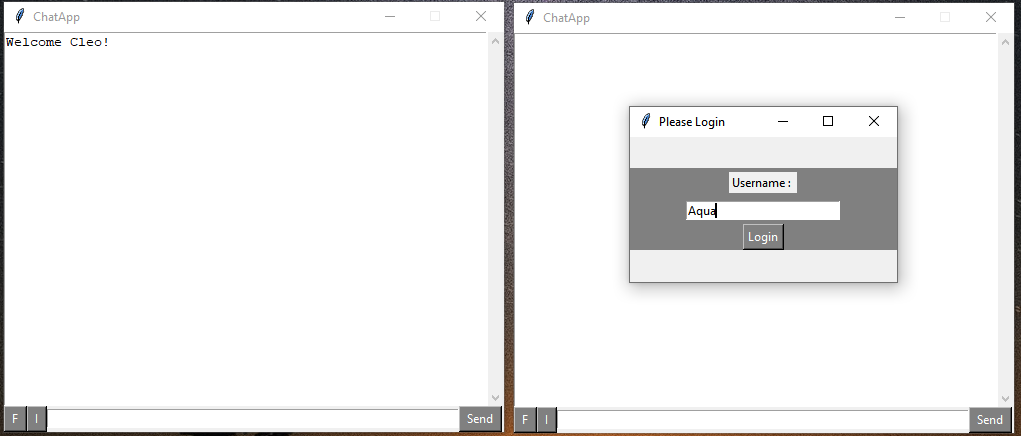 ChatApp
Welcome Cleo!
F I Send
ChatApp
Please Login
Username :
Aqua
Login
F I Send